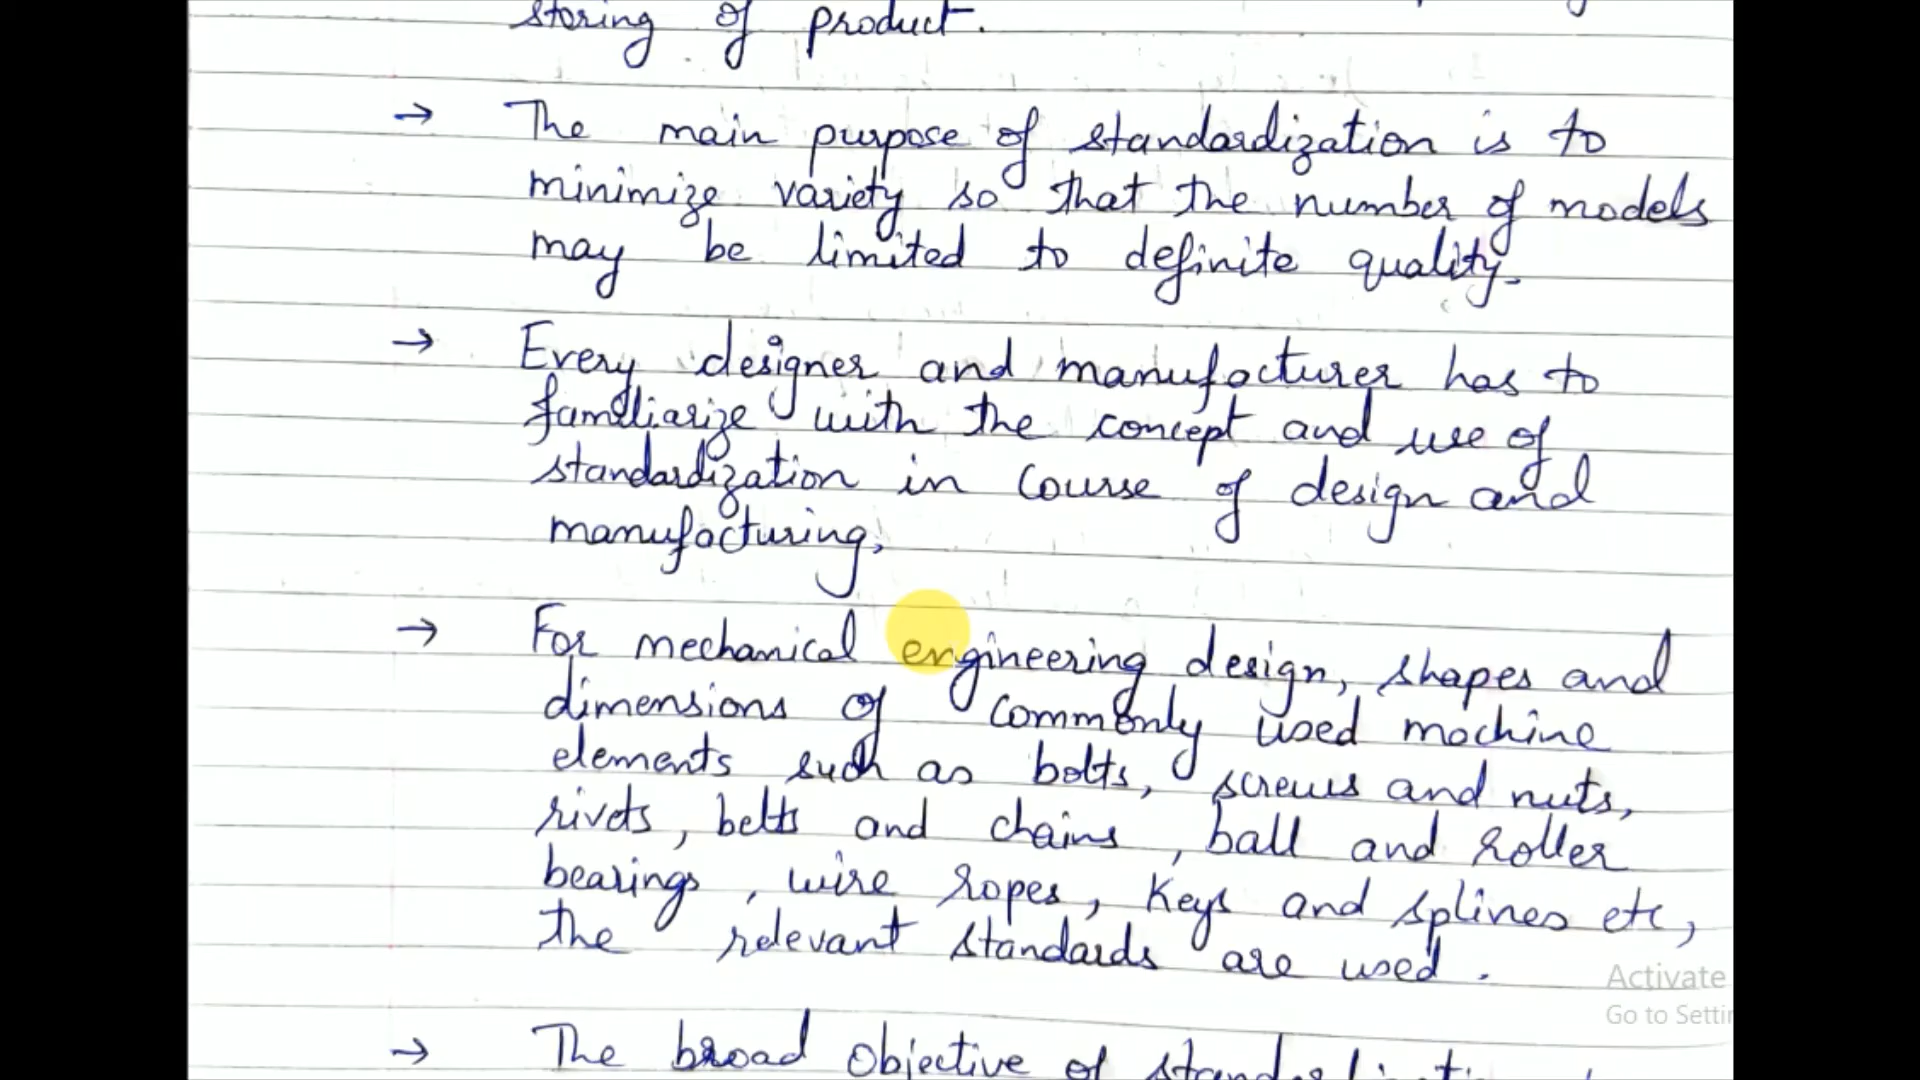 storing of product.
→ The main purpose of standardization is to
minimize variety so that the number of models
may be limited to definite quality.
→ Every designer and manufacturer has to
familiarize with the concept and use of
standardization in course of design and
manufacturing,
→ For mechanical engineering design, shapes and
dimensions of commonly used machine
elements such as bolts, screws and nuts,
rivets, belts and chains, ball and roller
bearings, wire ropes, keys and splines etc,
the relevant standards are used.
Activate
Go to Settin
→ The broad objective of standardization